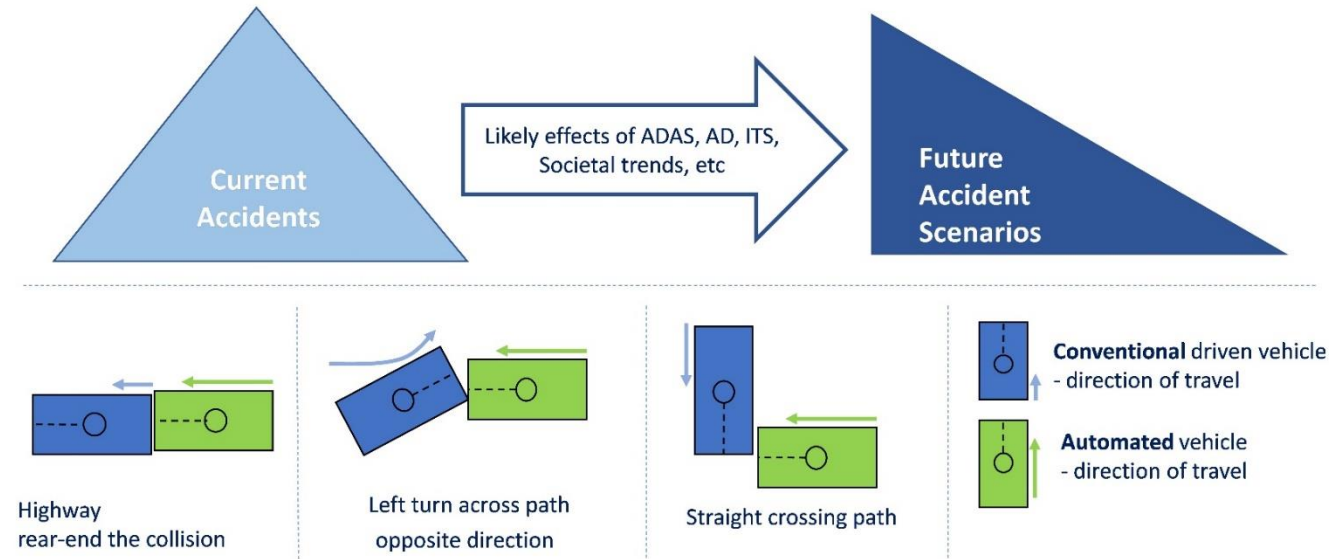 Current
Accidents
Likely effects of ADAS, AD, ITS,
Societal trends, etc
Future
Accident
Scenarios
Highway
rear-end the collision
Left turn across path
opposite direction
Straight crossing path
Conventional driven vehicle
- direction of travel
Automated vehicle
- direction of travel